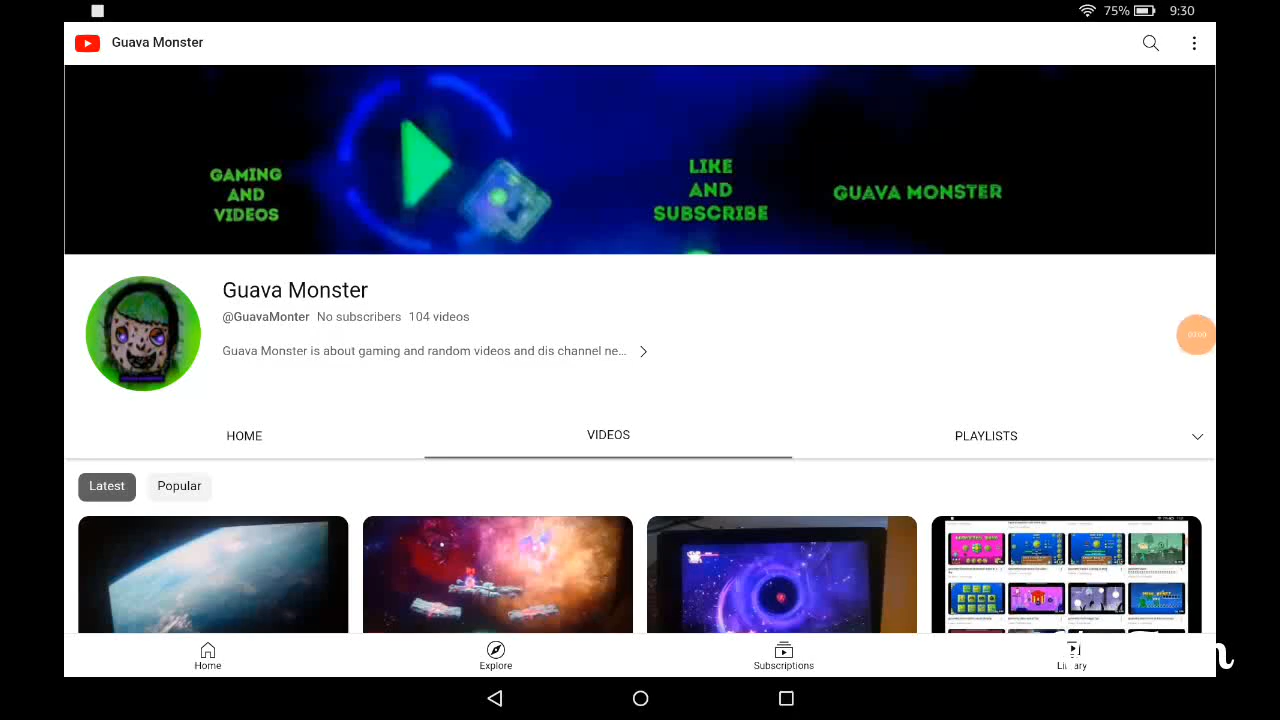 75% 9:30
Guava Monster
GAMING
AND
VIDEOS
LIKE
AND
SUBSCRIBE
GUAVA MONSTER
Guava Monster
@GuavaMonter No subscribers 104 videos
Guava Monster is about gaming and random videos and dis channel ne...
HOME VIDEOS PLAYLISTS
Latest Popular
Home Explore Subscriptions